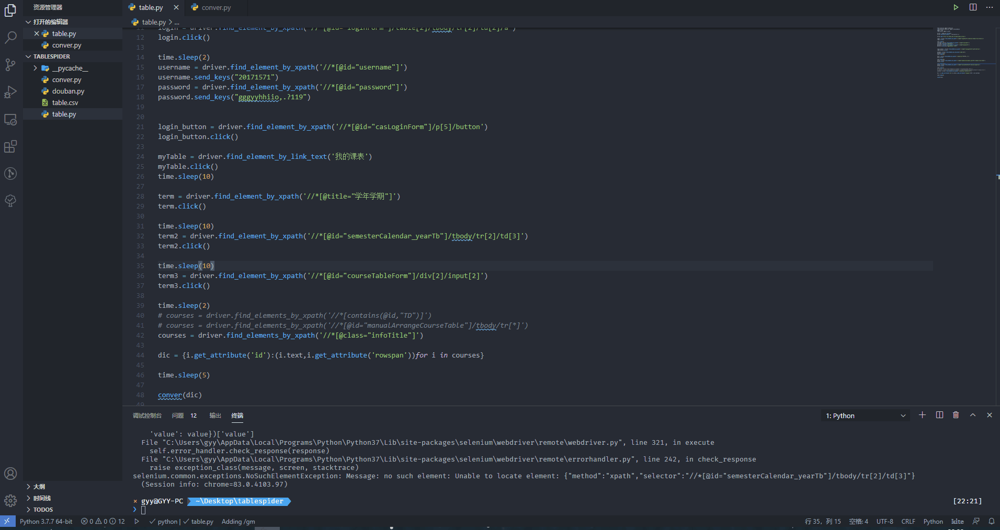 资源管理器
打开的编辑器
table.py
conver.py
TABLESPIDER
__pycache__
conver.py
douban.py
table.csv
table.py
大纲
时间线
TODOS
table.py
conver.py
table.py > ...
11 login = driver.find_element_by_xpath('//*[@id="loginForm"]/table[2]/tbody/tr[2]/td[2]/a')
12 login.click()
13
14 time.sleep(2)
15 username = driver.find_element_by_xpath('//*[@id="username"]')
16 username.send_keys("20171571")
17 password = driver.find_element_by_xpath('//*[@id="password"]')
18 password.send_keys("gggyyhhiio,.?119")
19
20
21 login_button = driver.find_element_by_xpath('//*[@id="casLoginForm"]/p[5]/button')
22 login_button.click()
23
24 myTable = driver.find_element_by_link_text('我的课表')
25 myTable.click()
26 time.sleep(10)
27
28 term = driver.find_element_by_xpath('//*[@title="学年学期"]')
29 term.click()
30
31 time.sleep(10)
32 term2 = driver.find_element_by_xpath('//*[@id="semesterCalendar_yearTb"]/tbody/tr[2]/td[3]')
33 term2.click()
34
35 time.sleep(10)
36 term3 = driver.find_element_by_xpath('//*[@id="courseTableForm"]/div[2]/input[2]')
37 term3.click()
38
39 time.sleep(2)
40 # courses = driver.find_elements_by_xpath('//*[contains(@id,"TD")]')
41 # courses = driver.find_elements_by_xpath('//*[@id="manualArrangeCourseTable"]/tbody/tr[*]')
42 courses = driver.find_elements_by_xpath('//*[@class="infoTitle"]')
43
44 dic = {i.get_attribute('id'):(i.text,i.get_attribute('rowspan'))for i in courses}
45
46 time.sleep(5)
47
48 conver(dic)
49
调试控制台 问题 12 输出 终端
1: Python
'value': value})['value']
File "C:\Users\gyy\AppData\Local\Programs\Python\Python37\Lib\site-packages\selenium\webdriver\remote\webdriver.py", line 321, in execute
self.error_handler.check_response(response)
File "C:\Users\gyy\AppData\Local\Programs\Python\Python37\Lib\site-packages\selenium\webdriver\remote\errorhandler.py", line 242, in check_response
raise exception_class(message, screen, stacktrace)
selenium.common.exceptions.NoSuchElementException: Message: no such element: Unable to locate element: {"method":"xpath","selector":"//*[@id="semesterCalendar_yearTb"]/tbody/tr[2]/td[3]"}
(Session info: chrome=83.0.4103.97)
× gyy@GYY-PC ~\Desktop\tablespider [22:21]
❯
Python 3.7.7 64-bit 0 0 12 python | table.py Adding /gm 行 35，列 15 空格: 4 UTF-8 CRLF Python kite